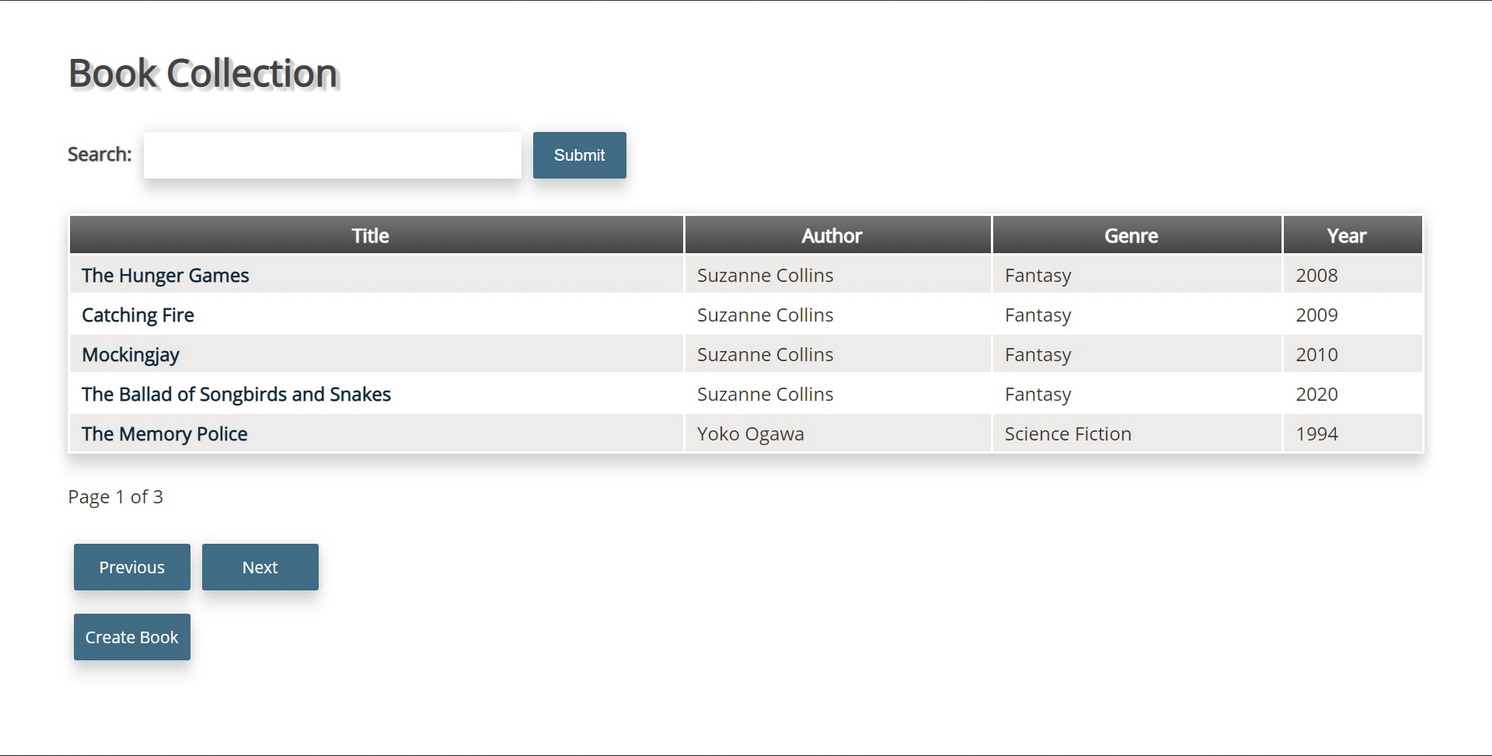 Book Collection
Search: Submit
Title Author Genre Year
The Hunger Games Suzanne Collins Fantasy 2008
Catching Fire Suzanne Collins Fantasy 2009
Mockingjay Suzanne Collins Fantasy 2010
The Ballad of Songbirds and Snakes Suzanne Collins Fantasy 2020
The Memory Police Yoko Ogawa Science Fiction 1994
Page 1 of 3
Previous Next
Create Book